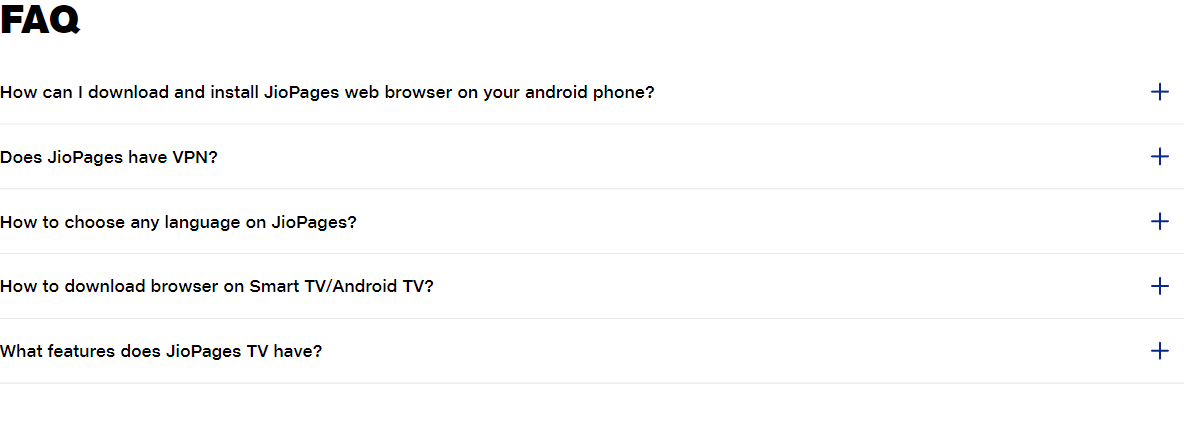 FAQ
How can I download and install JioPages web browser on your android phone?
Does JioPages have VPN?
How to choose any language on JioPages?
How to download browser on Smart TV/Android TV?
What features does JioPages TV have?